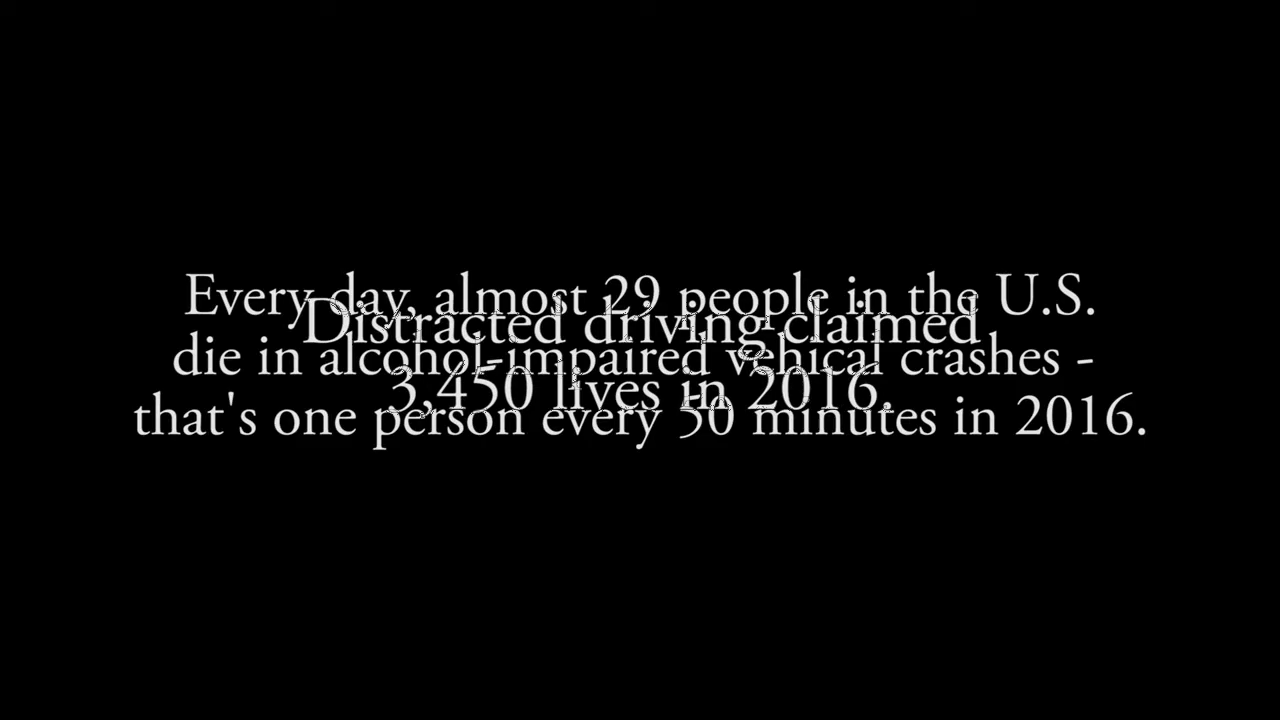 Every day, almost 29 people in the U.S.
Distracted driving claimed
die in alcohol-impaired vehical crashes -
3,450 lives in 2016.
that's one person every 50 minutes in 2016.